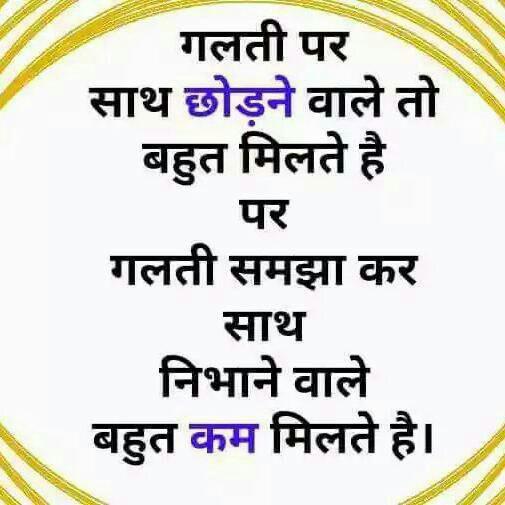 गलती पर
साथ छोड़ने वाले तो
बहुत मिलते है
पर
गलती समझा कर
साथ
निभाने वाले
बहुत कम मिलते है।